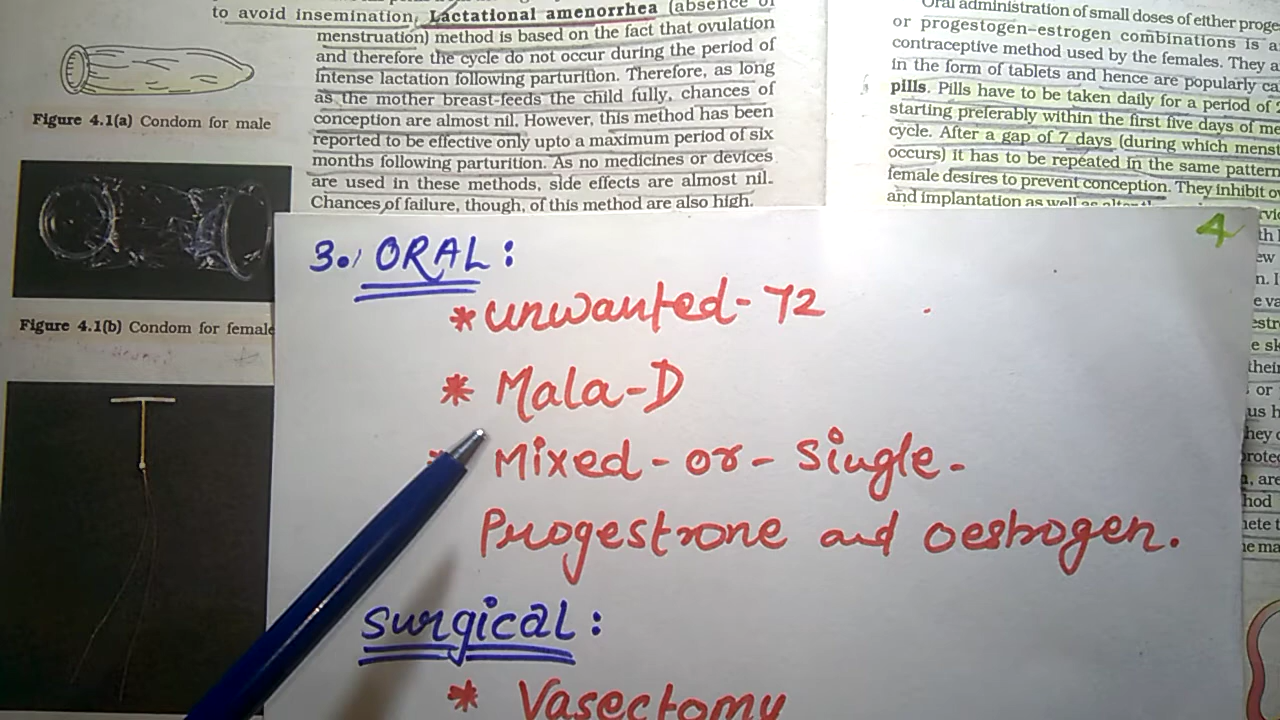 to avoid insemination. Lactational amenorrhea (absence of
menstruation) method is based on the fact that ovulation
and therefore the cycle do not occur during the period of
intense lactation following parturition. Therefore, as long
as the mother breast-feeds the child fully, chances of
conception are almost nil. However, this method has been
reported to be effective only upto a maximum period of six
months following parturition. As no medicines or devices
are used in these methods, side effects are almost nil.
Chances of failure, though, of this method are also high.
Figure 4.1(a) Condom for male
Figure 4.1(b) Condom for female
Oral administration of small doses of either
or progestogen-estrogen combinations is a
contraceptive method used by the females. They
in the form of tablets and hence are popularly
pills. Pills have to be taken daily for a period of
starting preferably within the first five days of
cycle. After a gap of 7 days (during which
occurs) it has to be repeated in the same pattern
female desires to prevent conception. They inhibit
and implantation as well as
4
3. ORAL:
* unwanted-72
* Mala-D
* Mixed-or-Single-
Progestrone and oestrogen.
Surgical:
* Vasectomy